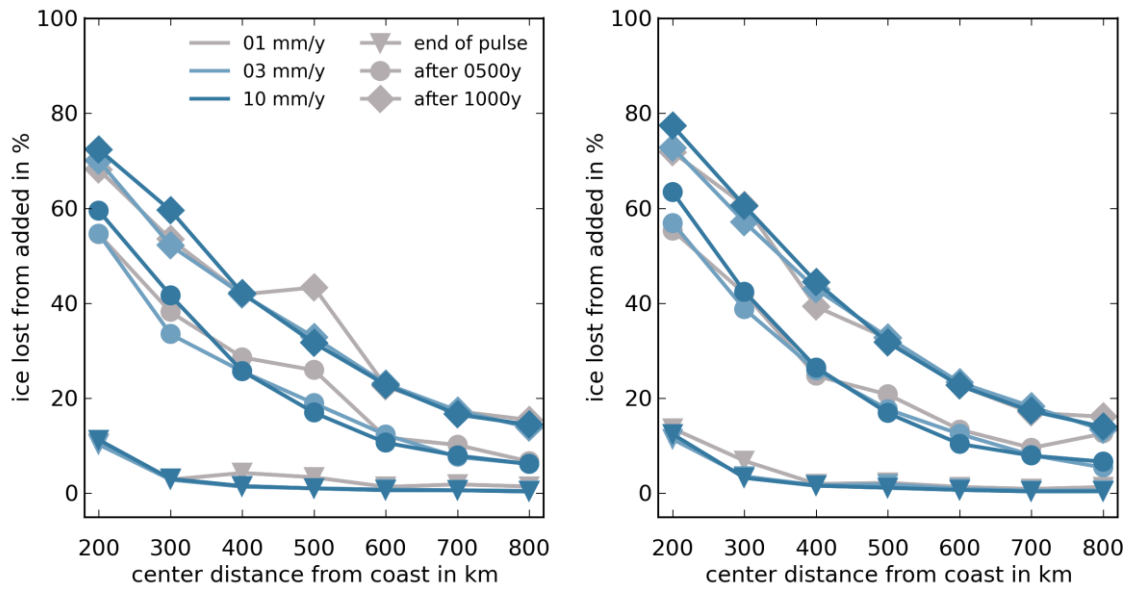 100
80
60
40
20
0
ice lost from added in %
01 mm/y
03 mm/y
10 mm/y
end of pulse
after 0500y
after 1000y
200 300 400 500 600 700 800
center distance from coast in km
100
80
60
40
20
0
ice lost from added in %
200 300 400 500 600 700 800
center distance from coast in km